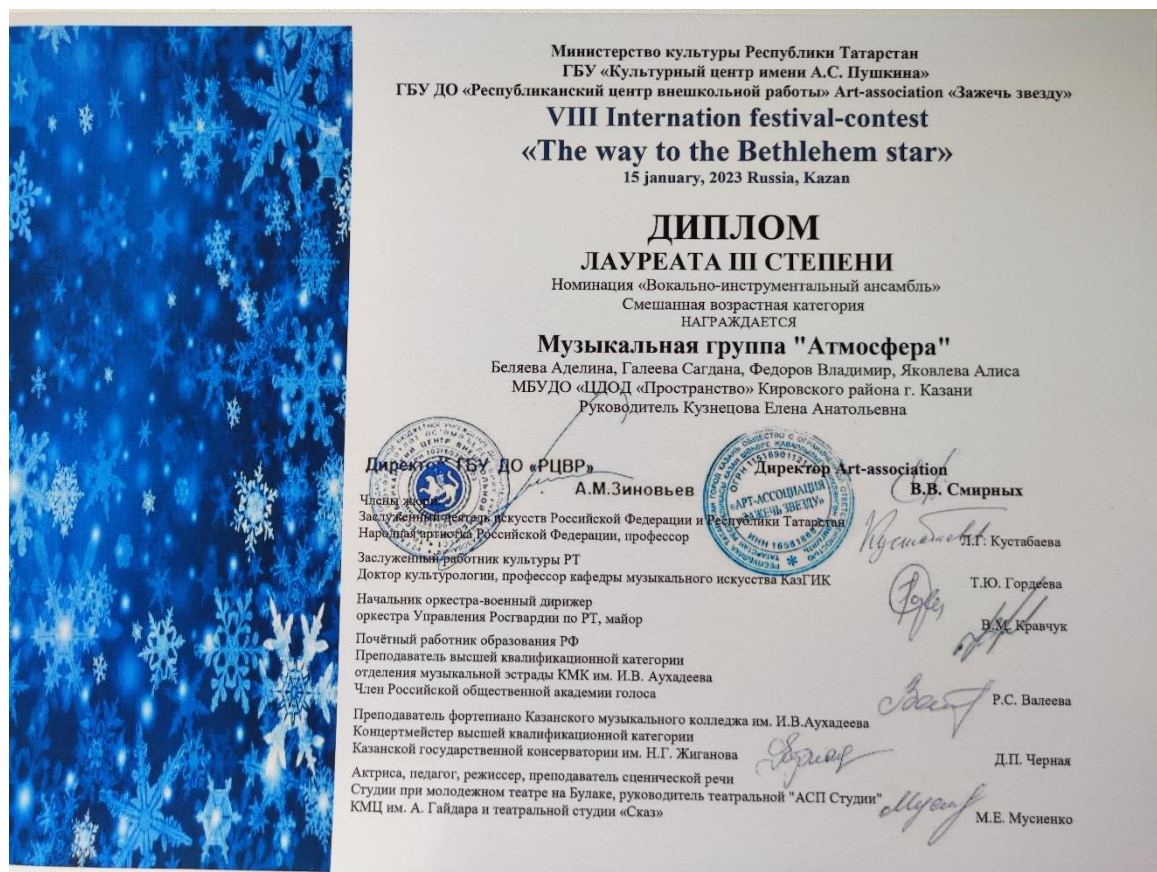 Министерство культуры Республики Татарстан
ГБУ «Культурный центр имени А.С. Пушкина»
ГБУ ДО «Республиканский центр внешкольной работы» Art-association «Зажечь звезду»
VIII Internation festival-contest
«The way to the Bethlehem star»
15 january, 2023 Russia, Kazan
ДИПЛОМ
ЛАУРЕАТА III СТЕПЕНИ
Номинация «Вокально-инструментальный ансамбль»
Смешанная возрастная категория
НАГРАЖДАЕТСЯ
Музыкальная группа "Атмосфера"
Беляева Аделина, Галеева Сагдана, Федоров Владимир, Яковлева Алиса
МБУДО «ЦДОД «Пространство» Кировского района г. Казани
Руководитель Кузнецова Елена Анатольевна
Директор ГБУ ДО «РЦВР»
А.М.Зиновьев
Директор Art-association
В.В. Смирных
«АРТ-АССОЦИАЦИЯ
ЗАЖЕЧЬ ЗВЕЗДУ»
Члены жюри:
Заслуженный деятель искусств Российской Федерации и Республики Татарстан
Народная артистка Российской Федерации, профессор
Л.Г. Кустабаева
Заслуженный работник культуры РТ
Доктор культурологии, профессор кафедры музыкального искусства КазГИК
Т.Ю. Гордеева
Начальник оркестра-военный дирижер
оркестра Управления Росгвардии по РТ, майор
В.М. Кравчук
Почётный работник образования РФ
Преподаватель высшей квалификационной категории
отделения музыкальной эстрады КМК им. И.В. Аухадеева
Член Российской общественной академии голоса
Р.С. Валеева
Преподаватель фортепиано Казанского музыкального колледжа им. И.В.Аухадеева
Концертмейстер высшей квалификационной категории
Казанской государственной консерватории им. Н.Г. Жиганова
Д.П. Черная
Актриса, педагог, режиссер, преподаватель сценической речи
Студии при молодежном театре на Булаке, руководитель театральной "АСП Студии"
КМЦ им. А. Гайдара и театральной студии «Сказ»
М.Е. Мусиенко